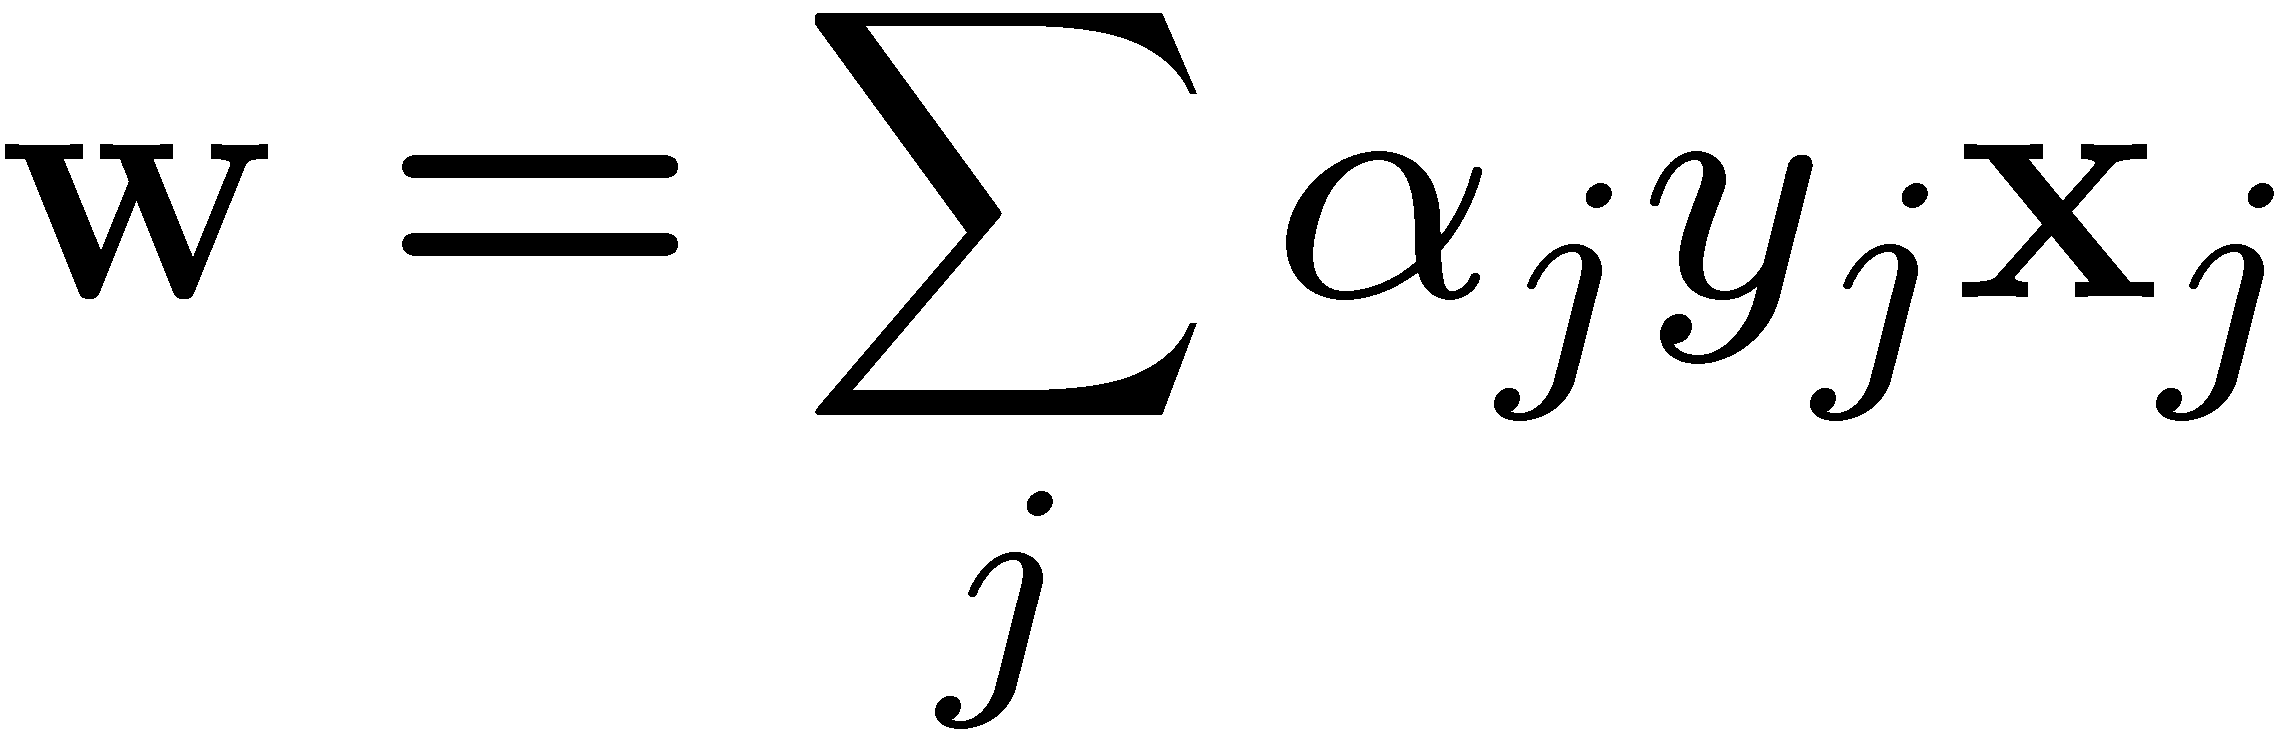 𝐰 = ∑_j α_j y_j 𝐱_j